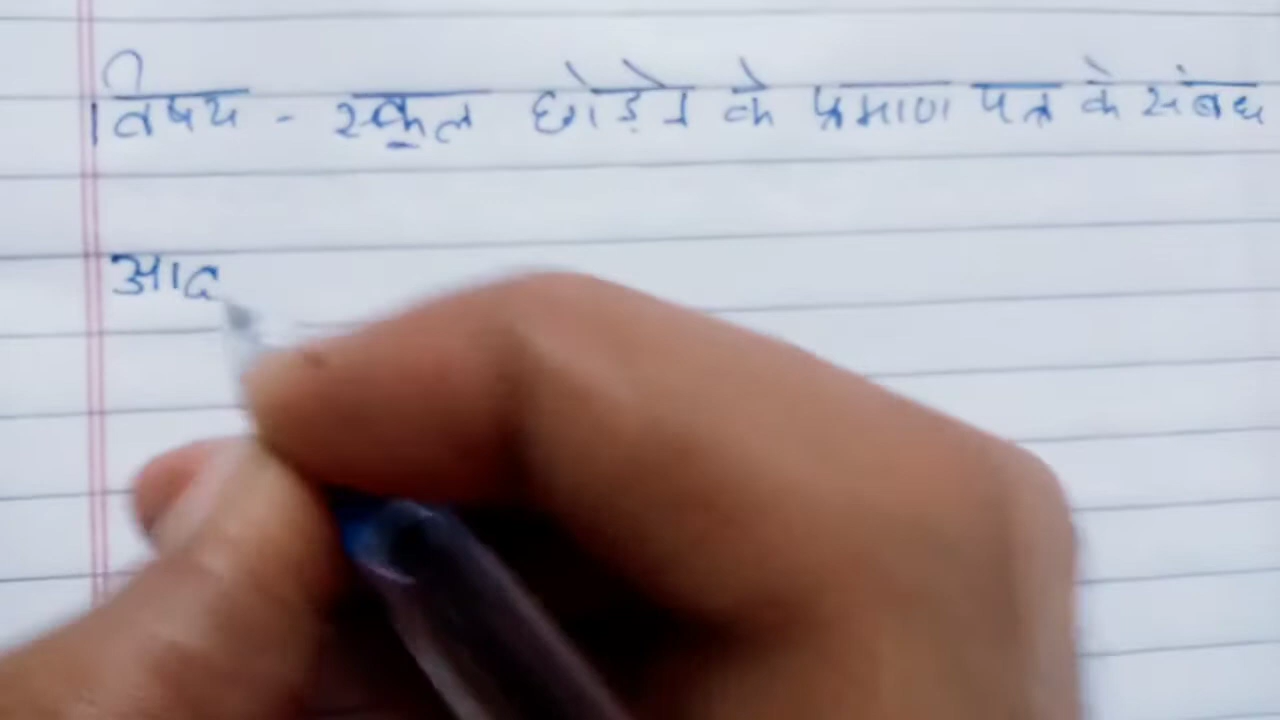 विषय - स्कूल छोड़ने के प्रमाण पत्र के संबंध
आद